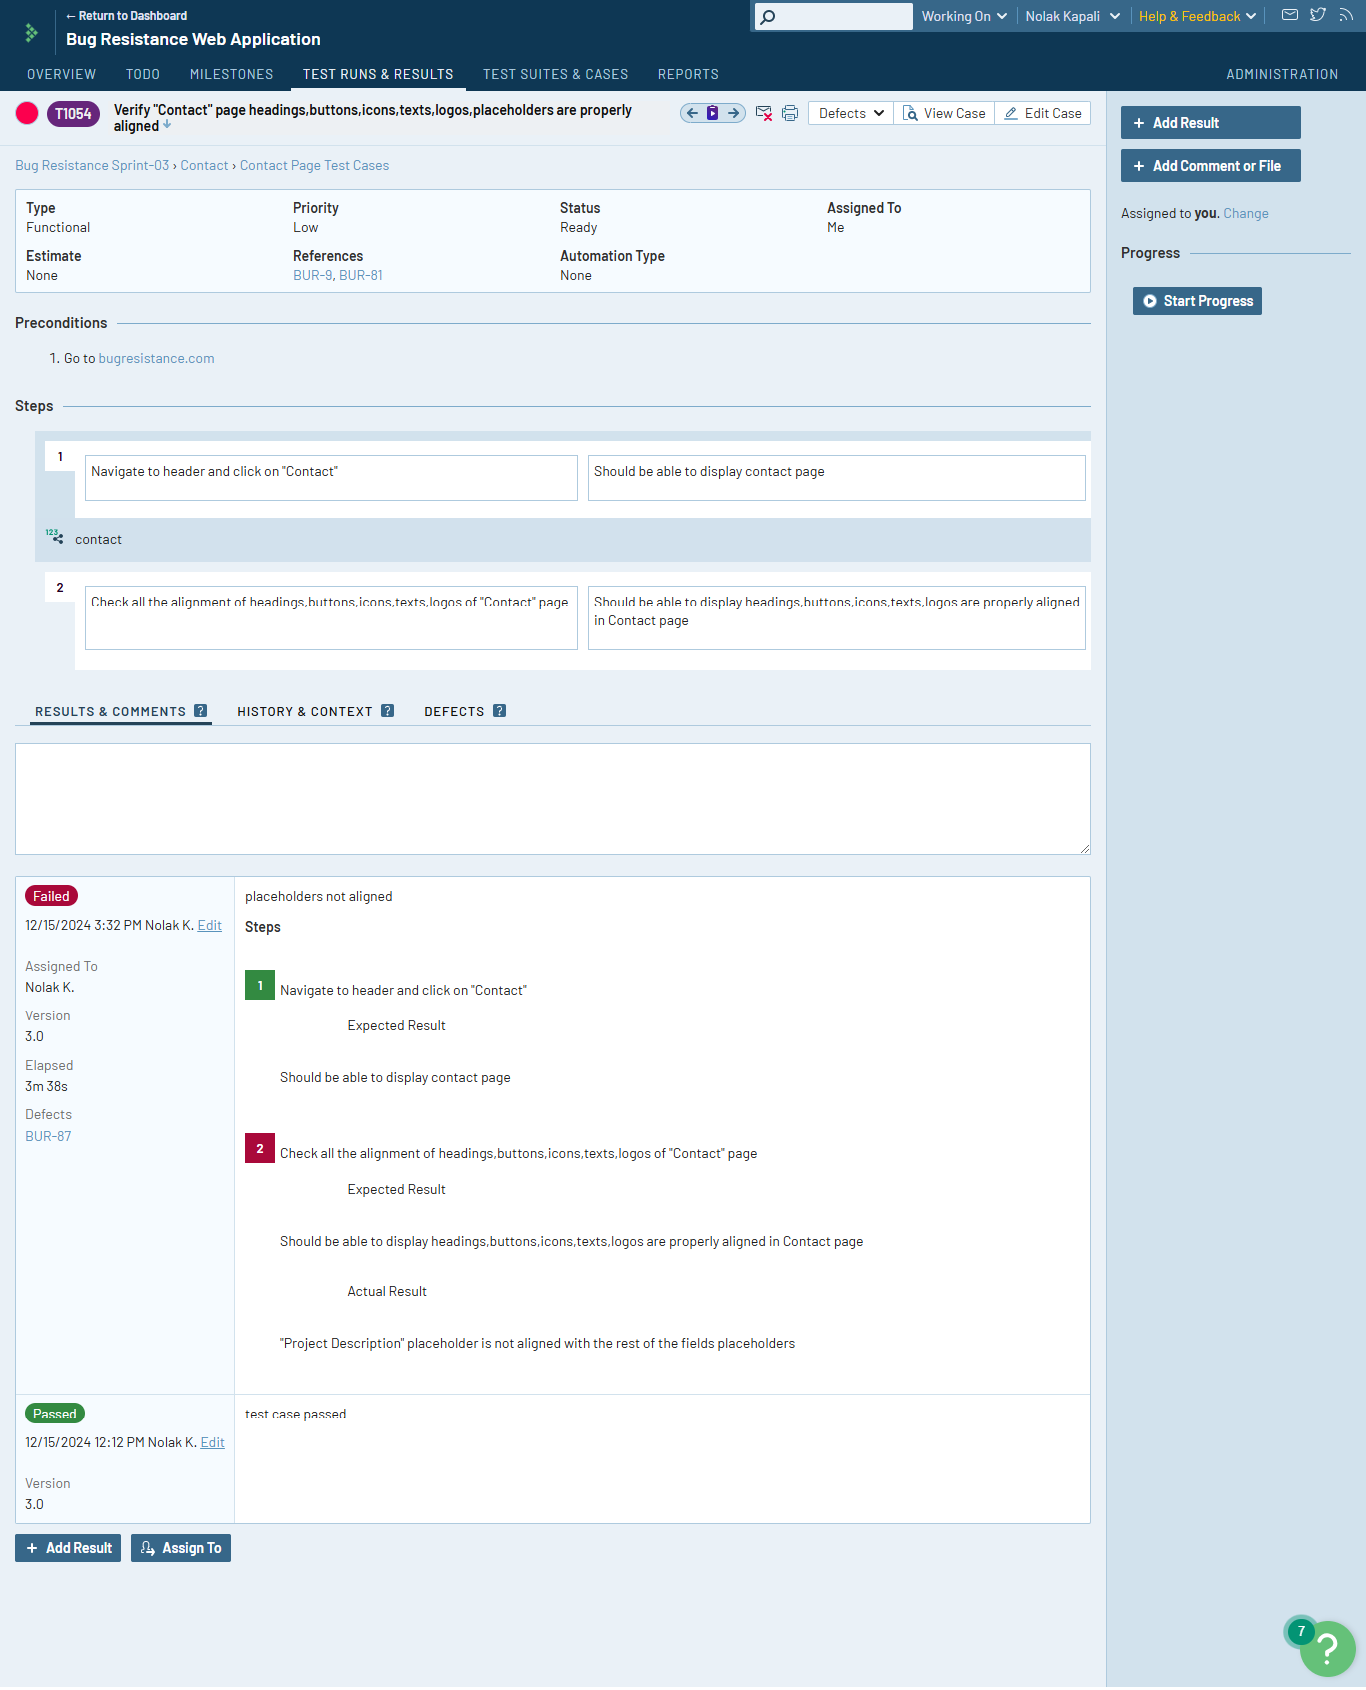 ← Return to Dashboard
Bug Resistance Web Application
Working On
Nolak Kapali
Help & Feedback
OVERVIEW TODO MILESTONES TEST RUNS & RESULTS TEST SUITES & CASES REPORTS ADMINISTRATION
T1054
Verify "Contact" page headings,buttons,icons,texts,logos,placeholders are properly
aligned
Defects View Case Edit Case
+ Add Result
+ Add Comment or File
Assigned to you. Change
Progress
Start Progress
Bug Resistance Sprint-03 › Contact › Contact Page Test Cases
Type Priority Status Assigned To
Functional Low Ready Me
Estimate References Automation Type
None BUR-9, BUR-81 None
Preconditions
1. Go to bugresistance.com
Steps
1
Navigate to header and click on "Contact" Should be able to display contact page
123 contact
2
Check all the alignment of headings,buttons,icons,texts,logos of "Contact" page
Should be able to display headings,buttons,icons,texts,logos are properly aligned
in Contact page
RESULTS & COMMENTS ? HISTORY & CONTEXT ? DEFECTS ?
Failed
12/15/2024 3:32 PM Nolak K. Edit
Assigned To
Nolak K.
Version
3.0
Elapsed
3m 38s
Defects
BUR-87
placeholders not aligned
Steps
1 Navigate to header and click on "Contact"
Expected Result
Should be able to display contact page
2 Check all the alignment of headings,buttons,icons,texts,logos of "Contact" page
Expected Result
Should be able to display headings,buttons,icons,texts,logos are properly aligned in Contact page
Actual Result
"Project Description" placeholder is not aligned with the rest of the fields placeholders
Passed
12/15/2024 12:12 PM Nolak K. Edit
Version
3.0
test case passed
+ Add Result Assign To
7
?